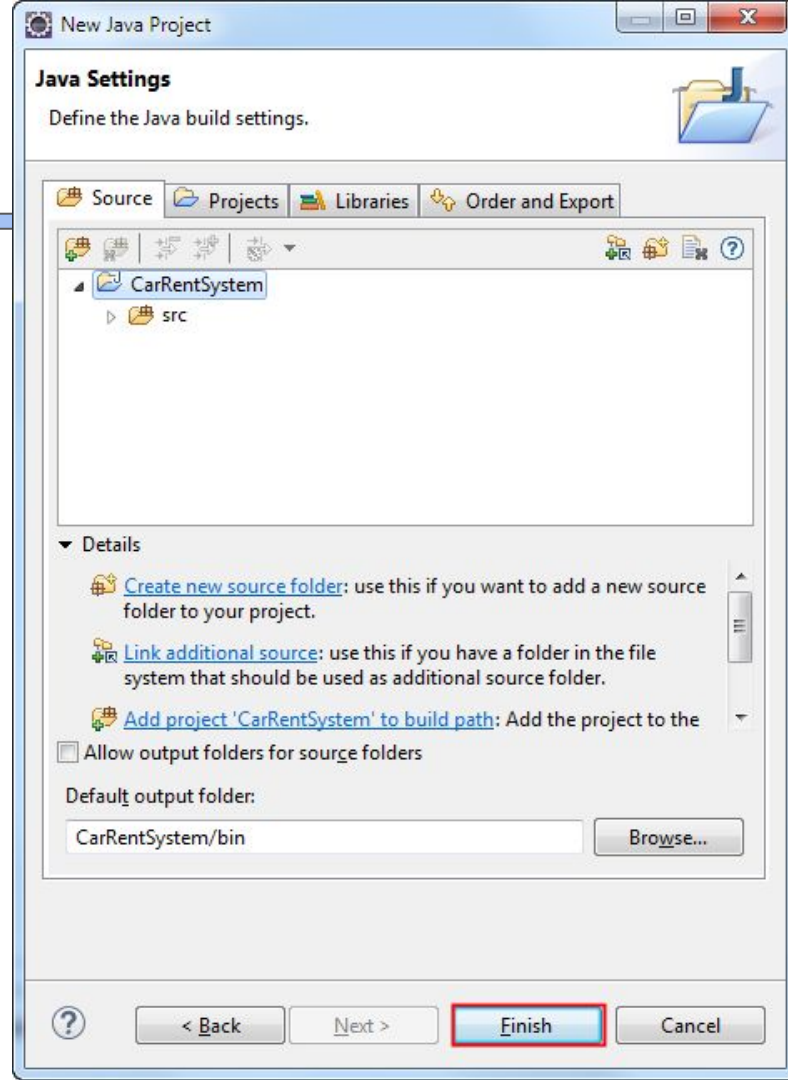 New Java Project
Java Settings
Define the Java build settings.
Source Projects Libraries Order and Export
CarRentSystem
src
Details
Create new source folder: use this if you want to add a new source
folder to your project.
Link additional source: use this if you have a folder in the file
system that should be used as additional source folder.
Add project 'CarRentSystem' to build path: Add the project to the
Allow output folders for source folders
Default output folder:
CarRentSystem/bin Browse...
< Back Next > Finish Cancel